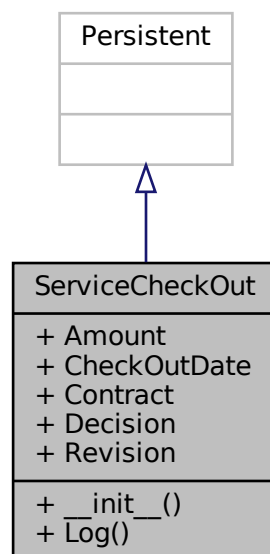 Persistent
ServiceCheckOut
+ Amount
+ CheckOutDate
+ Contract
+ Decision
+ Revision
+ __init__()
+ Log()